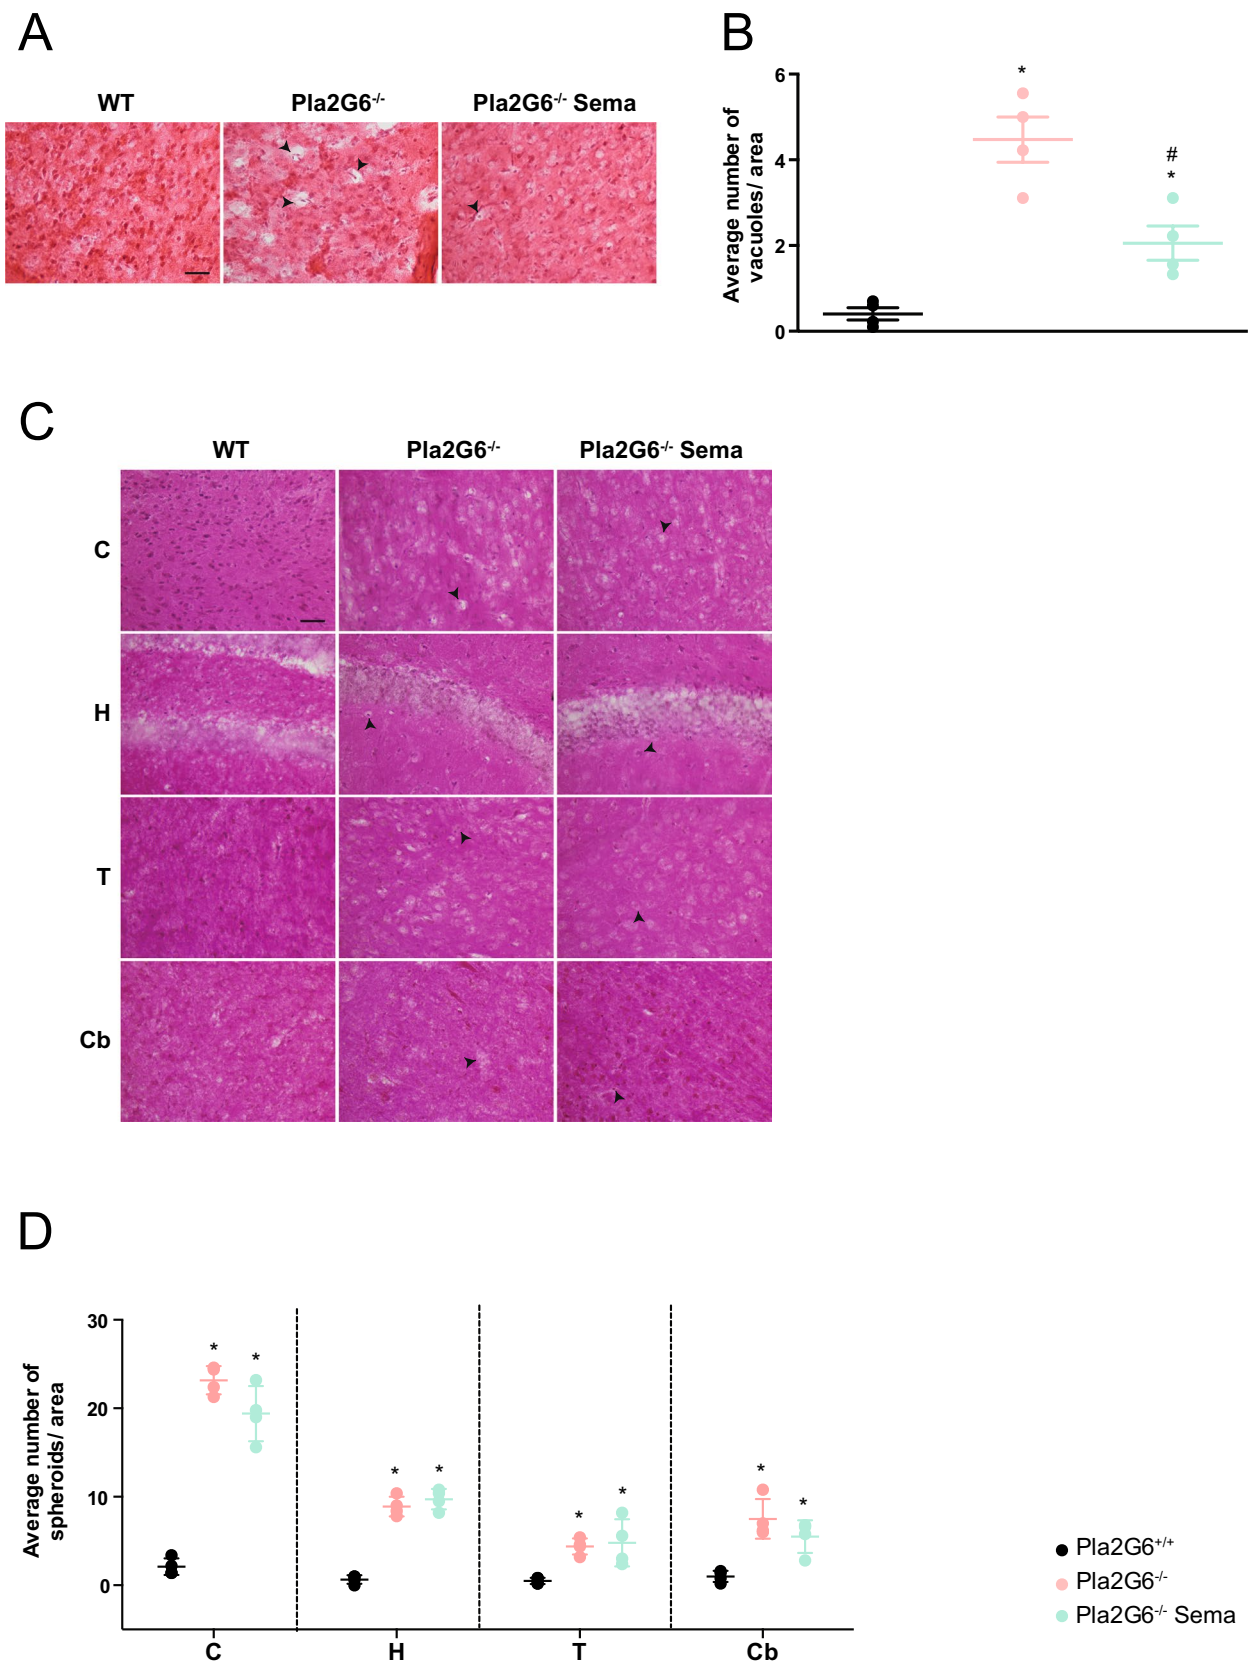 A
WT
Pla2G6-/-
Pla2G6-/- Sema
B
Average number of
vacuoles/ area
6
4
2
0
*
#
*
C
WT
Pla2G6-/-
Pla2G6-/- Sema
C
H
T
Cb
D
Average number of
spheroids/ area
30
20
10
0
* *
* *
* *
* *
C H T Cb
Pla2G6+/+
Pla2G6-/-
Pla2G6-/- Sema